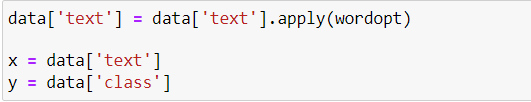 data['text'] = data['text'].apply(wordopt)
x = data['text']
y = data['class']